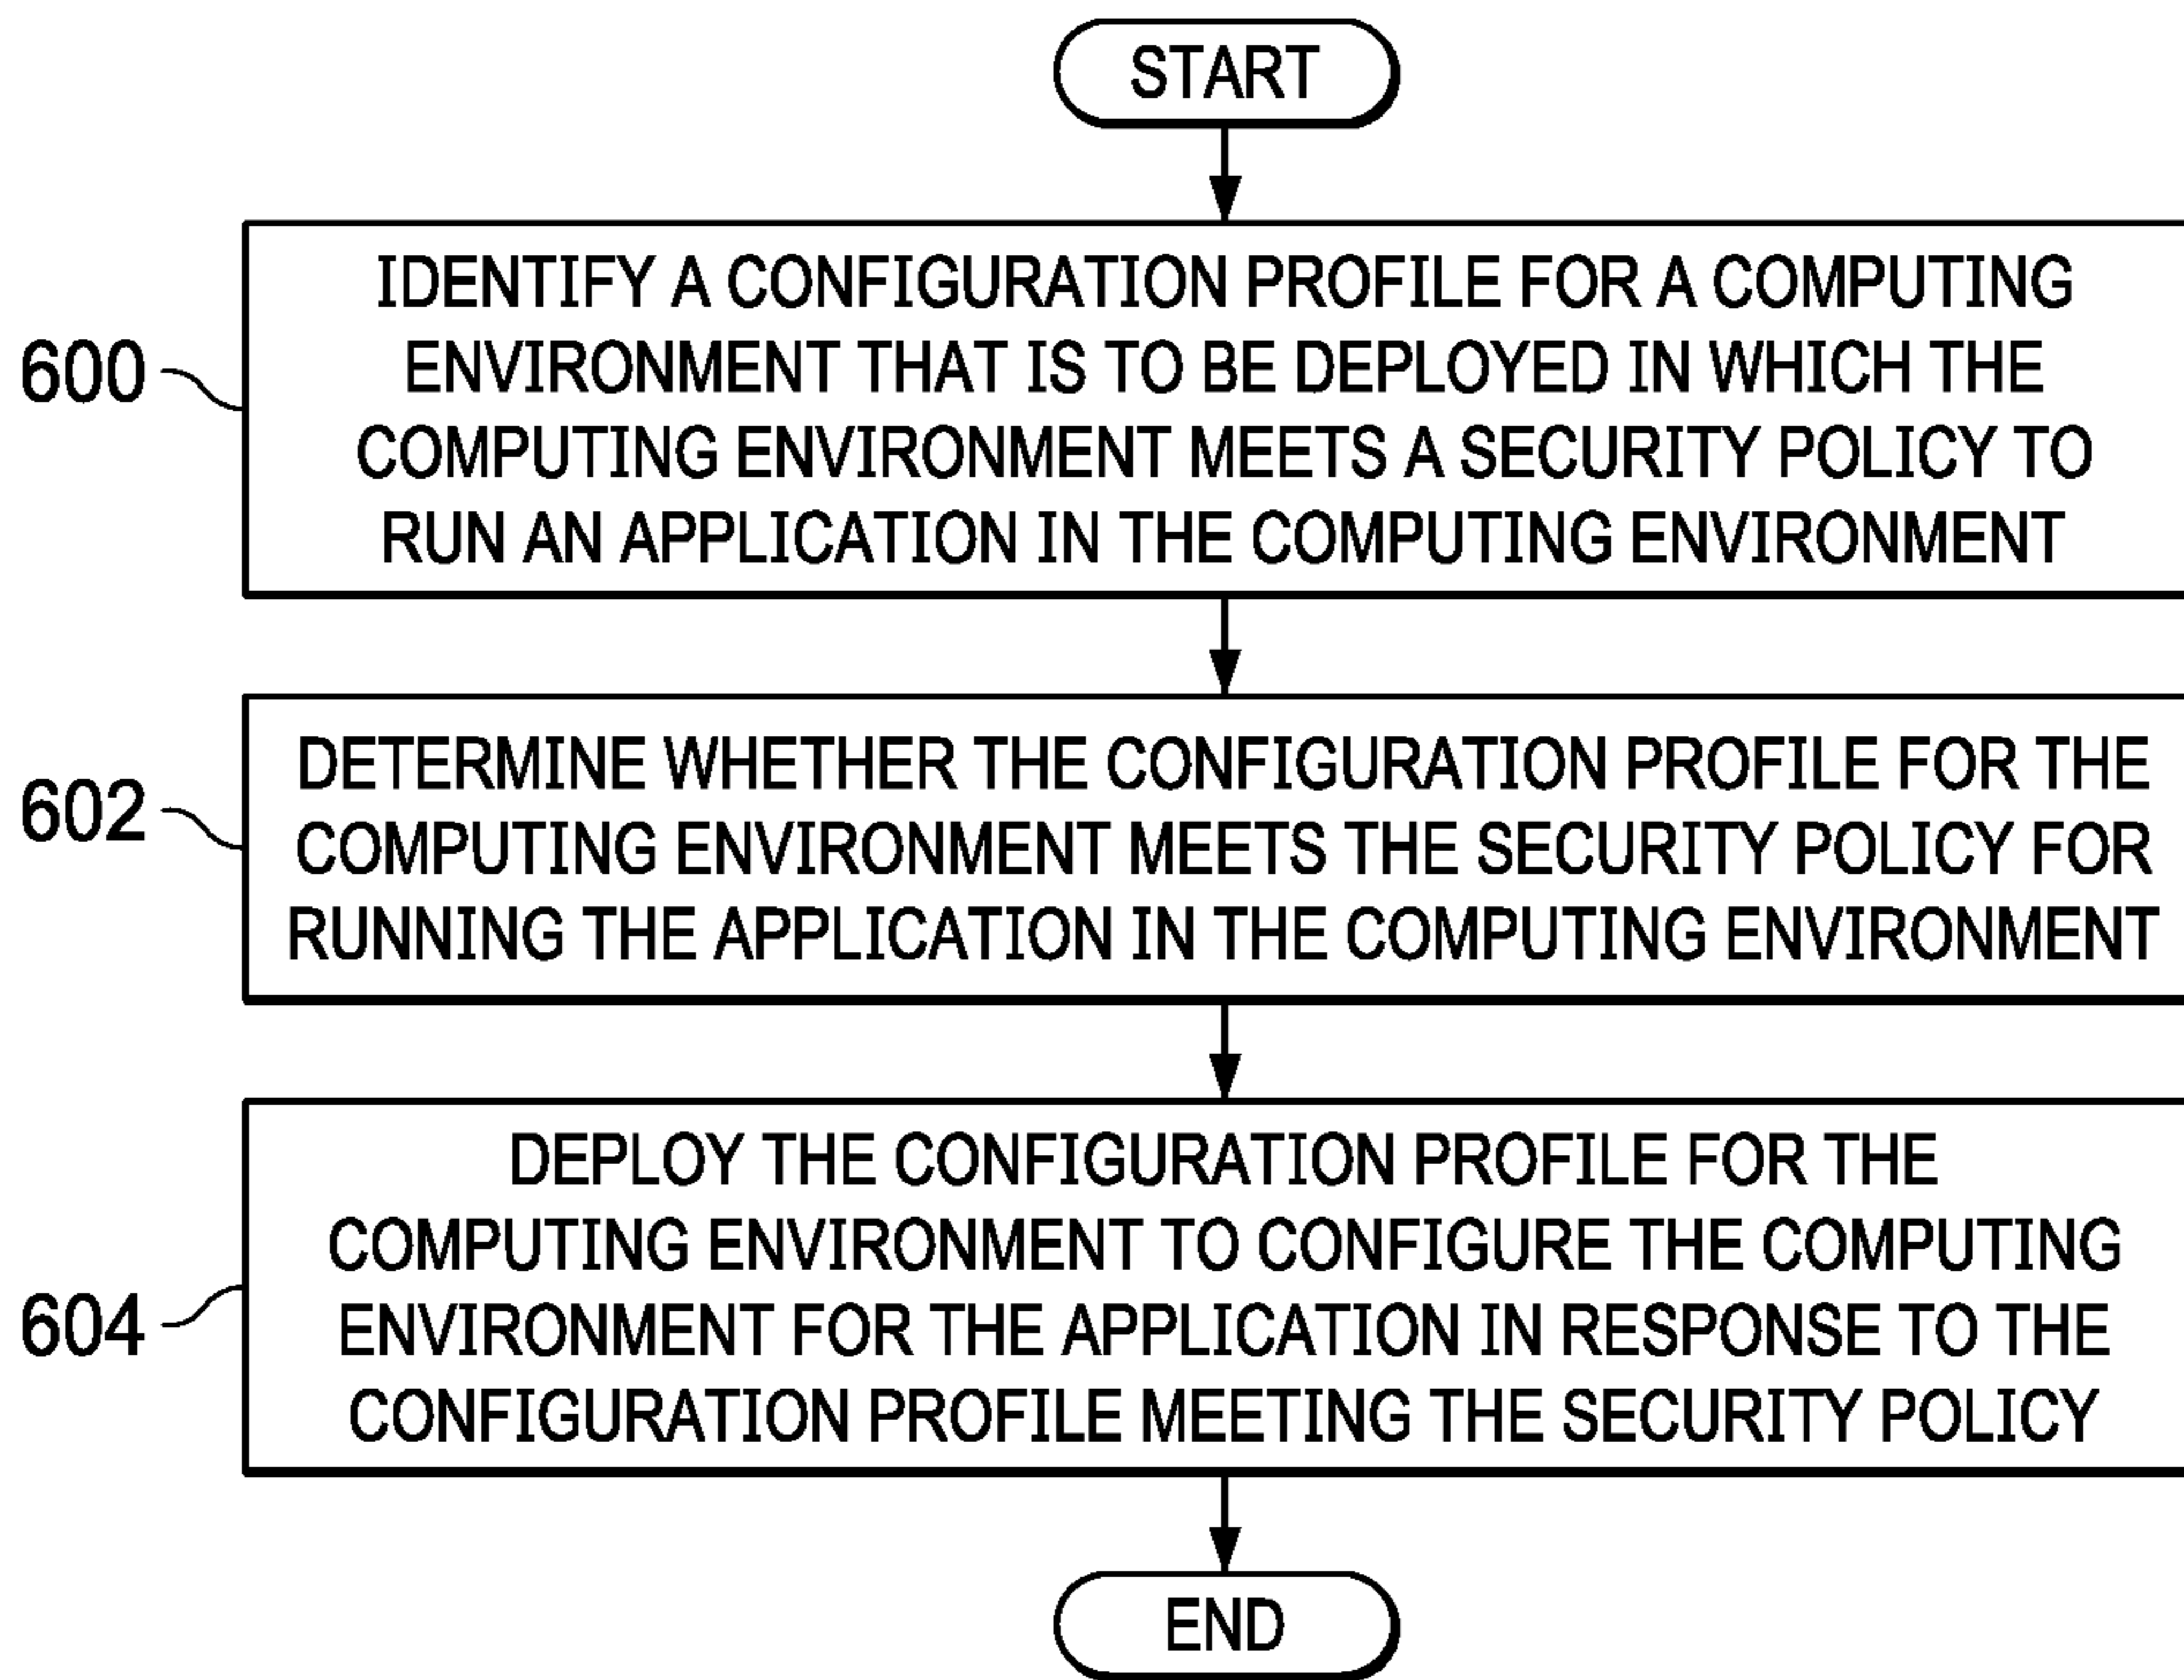 START
600
IDENTIFY A CONFIGURATION PROFILE FOR A COMPUTING
ENVIRONMENT THAT IS TO BE DEPLOYED IN WHICH THE
COMPUTING ENVIRONMENT MEETS A SECURITY POLICY TO
RUN AN APPLICATION IN THE COMPUTING ENVIRONMENT
602
DETERMINE WHETHER THE CONFIGURATION PROFILE FOR THE
COMPUTING ENVIRONMENT MEETS THE SECURITY POLICY FOR
RUNNING THE APPLICATION IN THE COMPUTING ENVIRONMENT
604
DEPLOY THE CONFIGURATION PROFILE FOR THE
COMPUTING ENVIRONMENT TO CONFIGURE THE COMPUTING
ENVIRONMENT FOR THE APPLICATION IN RESPONSE TO THE
CONFIGURATION PROFILE MEETING THE SECURITY POLICY
END